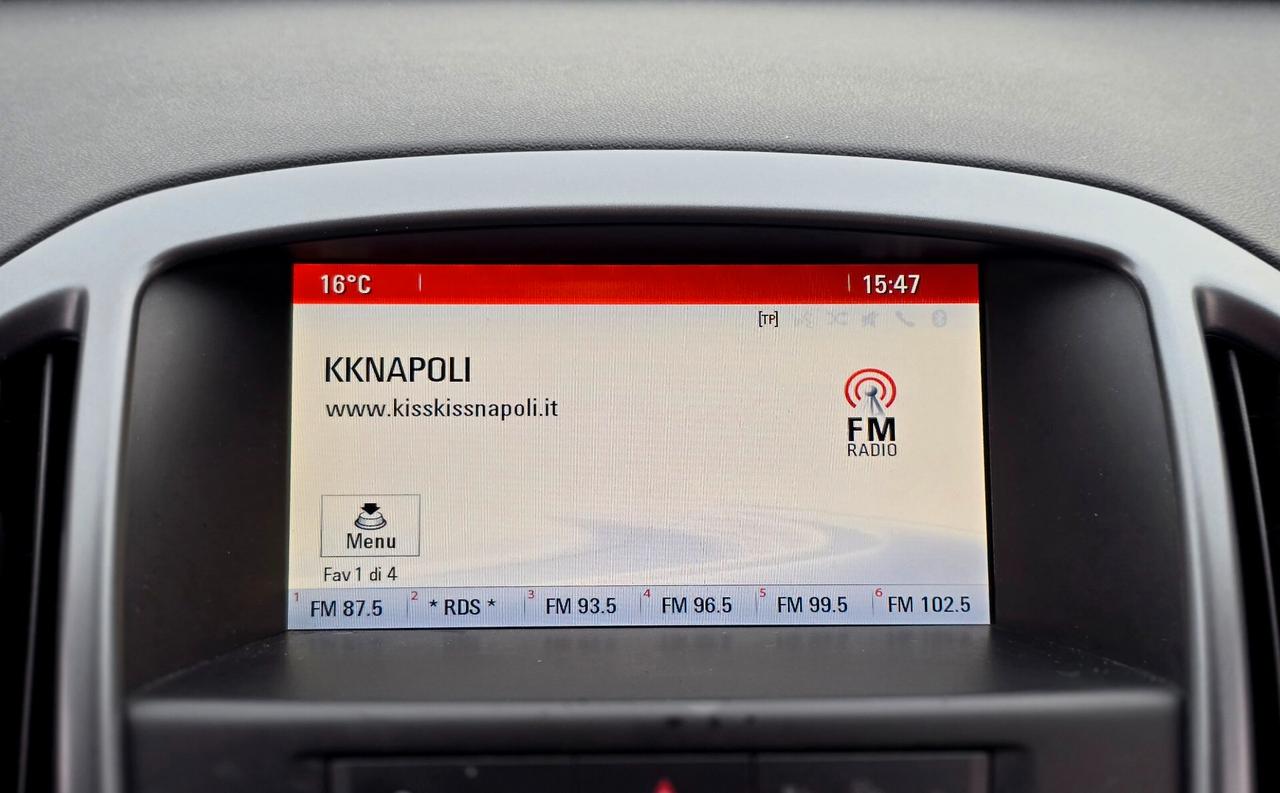 16°C 15:47
[TP]
KKNAPOLI
www.kisskissnapoli.it
FM
RADIO
Menu
Fav 1 di 4
1 FM 87.5 2 * RDS * 3 FM 93.5 4 FM 96.5 5 FM 99.5 6 FM 102.5